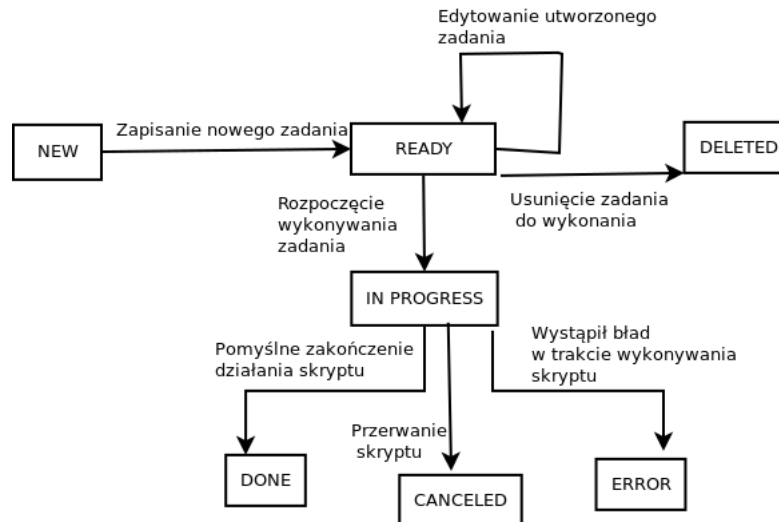 Edytowanie utworzonego
zadania
Zapisanie nowego zadania
NEW
READY
DELETED
Rozpoczęcie
wykonywania
zadania
Usunięcie zadania
do wykonania
IN PROGRESS
Pomyślne zakończenie
działania skryptu
Wystąpił bład
w trakcie wykonywania
skryptu
Przerwanie
skryptu
DONE
CANCELED
ERROR